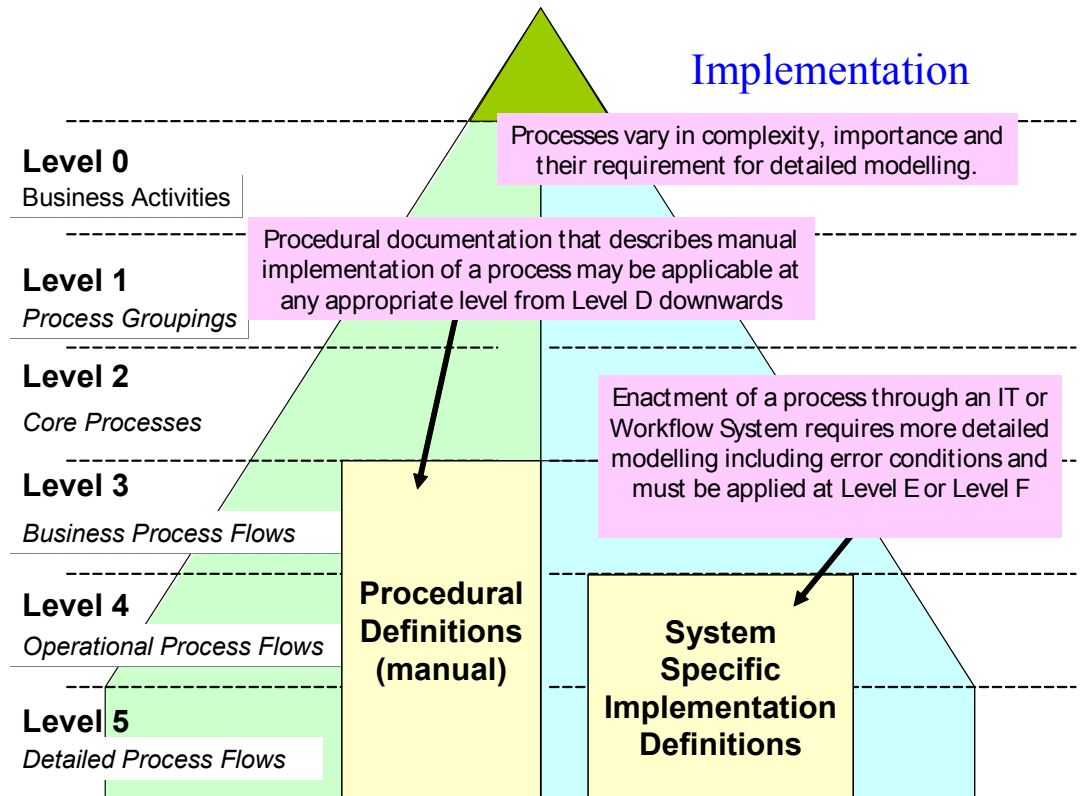 Implementation
Processes vary in complexity, importance and
their requirement for detailed modelling.
Level 0
Business Activities
Procedural documentation that describes manual
implementation of a process may be applicable at
any appropriate level from Level D downwards
Level 1
Process Groupings
Level 2
Core Processes
Enactment of a process through an IT or
Workflow System requires more detailed
modelling including error conditions and
must be applied at Level E or Level F
Level 3
Business Process Flows
Level 4
Operational Process Flows
Procedural
Definitions
(manual)
System
Specific
Implementation
Definitions
Level 5
Detailed Process Flows